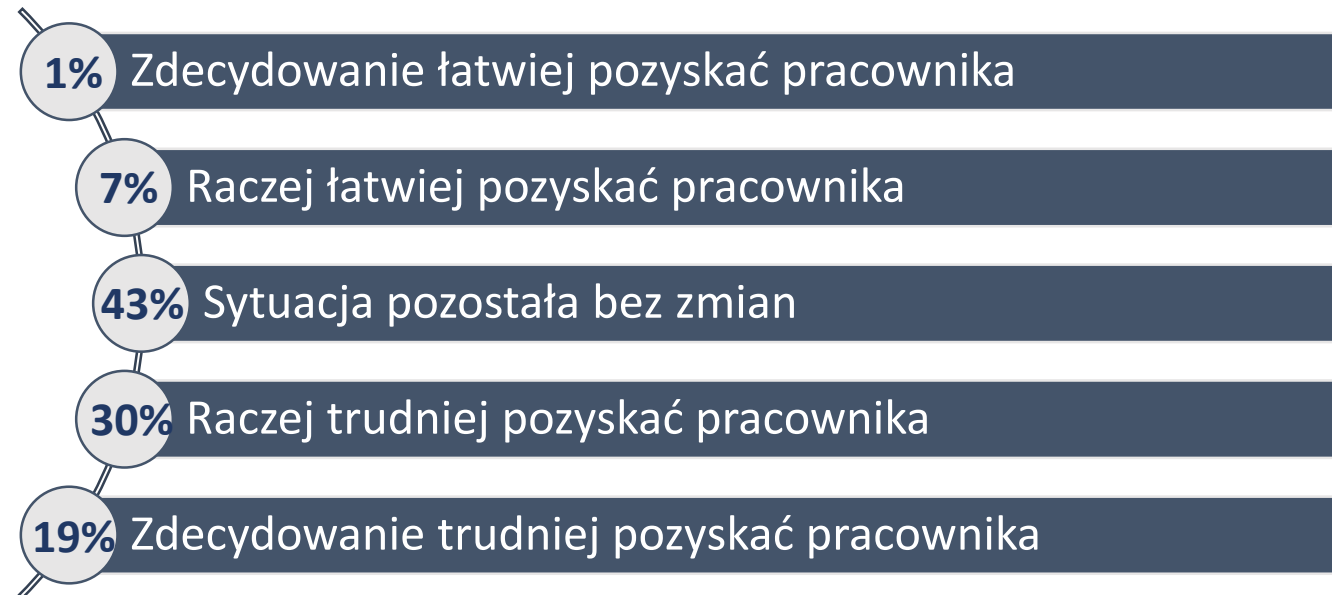 1% Zdecydowanie łatwiej pozyskać pracownika
7% Raczej łatwiej pozyskać pracownika
43% Sytuacja pozostała bez zmian
30% Raczej trudniej pozyskać pracownika
19% Zdecydowanie trudniej pozyskać pracownika